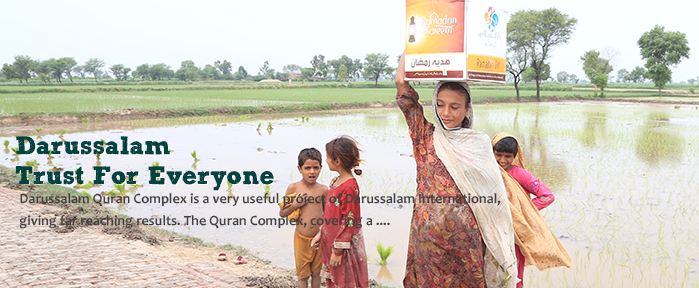 Ramadan
Kareem
هدیہ رمضان
Darussalam
Trust For Everyone
Darussalam Quran Complex is a very useful project of Darussalam International,
giving far reaching results. The Quran Complex, covering a ....